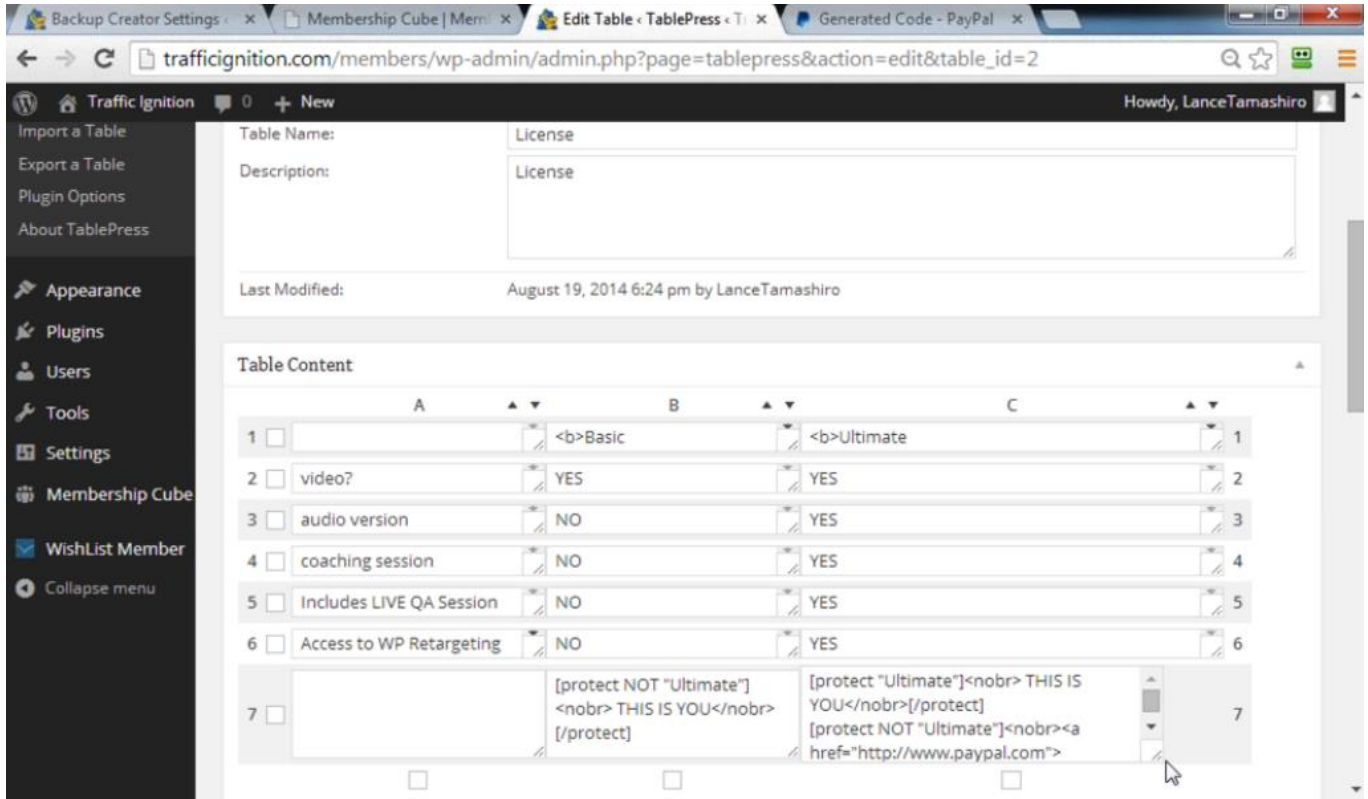 Backup Creator Settings
Membership Cube | Mem
Edit Table ‹ TablePress ‹ T
Generated Code - PayPal
trafficignition.com/members/wp-admin/admin.php?page=tablepress&action=edit&table_id=2
Traffic Ignition 0 + New Howdy, LanceTamashiro
Import a Table
Export a Table
Plugin Options
About TablePress
Appearance
Plugins
Users
Tools
Settings
Membership Cube
WishList Member
Collapse menu
Table Name: License
Description: License
Last Modified: August 19, 2014 6:24 pm by LanceTamashiro
Table Content
A B C
1 <b>Basic <b>Ultimate 1
2 video? YES YES 2
3 audio version NO YES 3
4 coaching session NO YES 4
5 Includes LIVE QA Session NO YES 5
6 Access to WP Retargeting NO YES 6
7
[protect NOT "Ultimate"]
<nobr> THIS IS YOU</nobr>
[/protect]
[protect "Ultimate"]<nobr> THIS IS
YOU</nobr>[/protect]
[protect NOT "Ultimate"]<nobr><a
href="http://www.paypal.com">
7